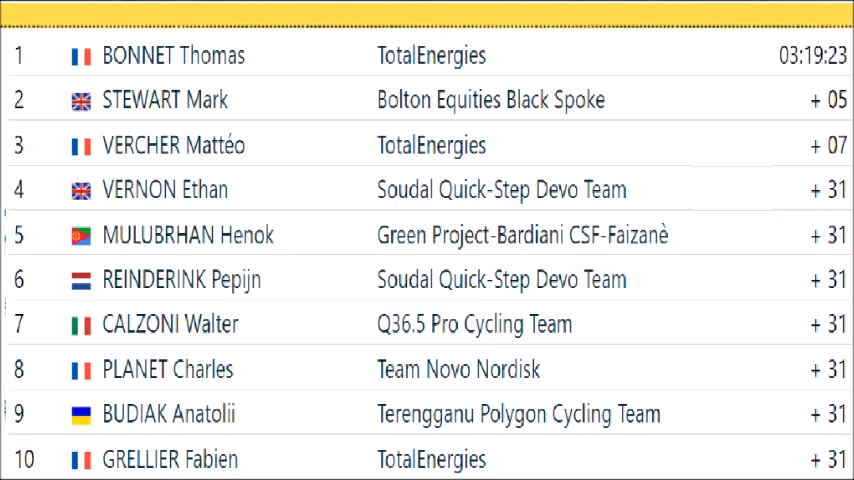 1 BONNET Thomas TotalEnergies 03:19:23
2 STEWART Mark Bolton Equities Black Spoke + 05
3 VERCHER Mattéo TotalEnergies + 07
4 VERNON Ethan Soudal Quick-Step Devo Team + 31
5 MULUBRHAN Henok Green Project-Bardiani CSF-Faizanè + 31
6 REINDERINK Pepijn Soudal Quick-Step Devo Team + 31
7 CALZONI Walter Q36.5 Pro Cycling Team + 31
8 PLANET Charles Team Novo Nordisk + 31
9 BUDIAK Anatolii Terengganu Polygon Cycling Team + 31
10 GRELLIER Fabien TotalEnergies + 31